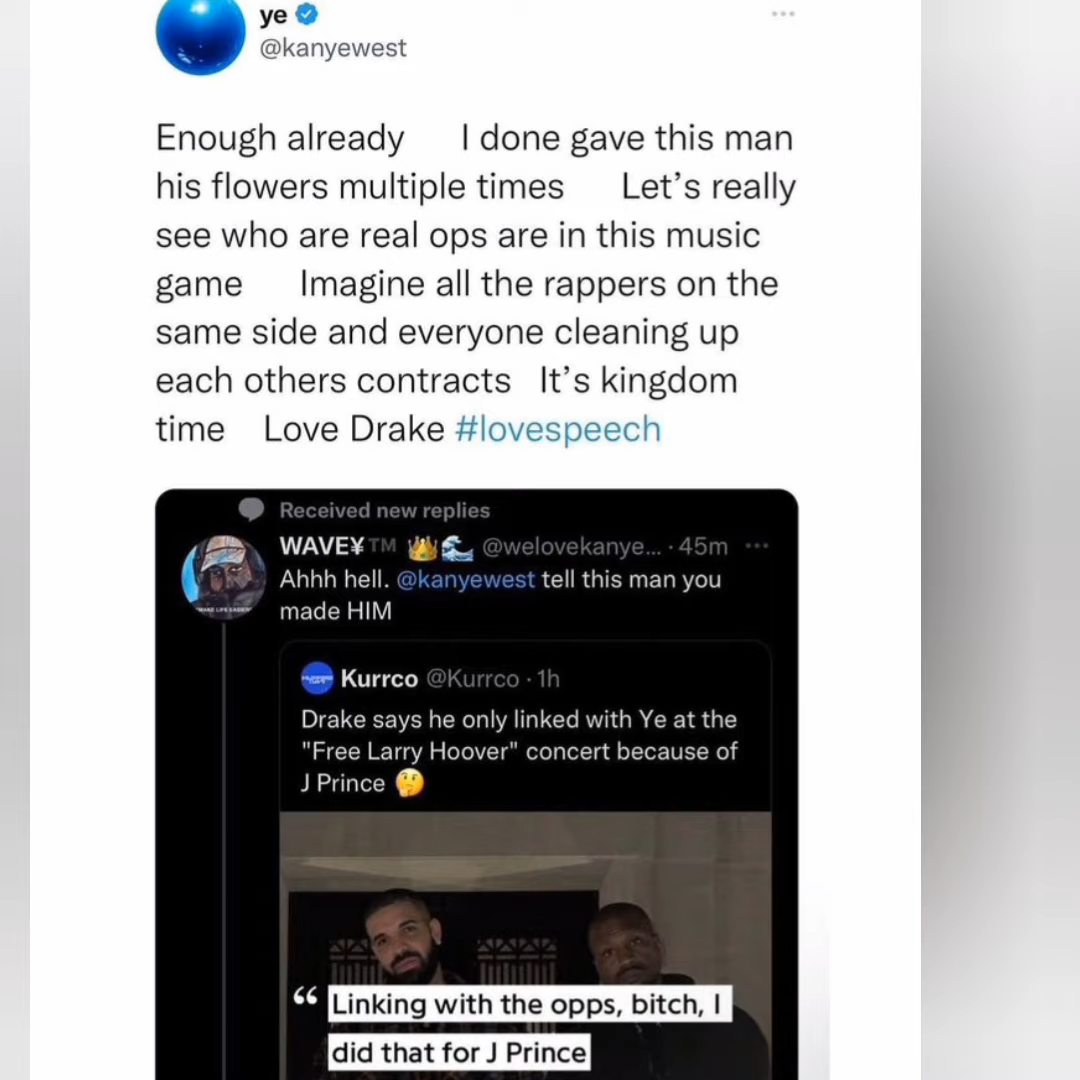 ye
@kanyewest
Enough already I done gave this man
his flowers multiple times Let's really
see who are real ops are in this music
game Imagine all the rappers on the
same side and everyone cleaning up
each others contracts It's kingdom
time Love Drake #lovespeech
Received new replies
WAVE¥™ 👑🌊 @welovekanye... · 45m
Ahhh hell. @kanyewest tell this man you
made HIM
"MAKE LIFE EASIER"
Kurrco @Kurrco · 1h
Drake says he only linked with Ye at the
"Free Larry Hoover" concert because of
J Prince 🤔
“ Linking with the opps, bitch, I
did that for J Prince